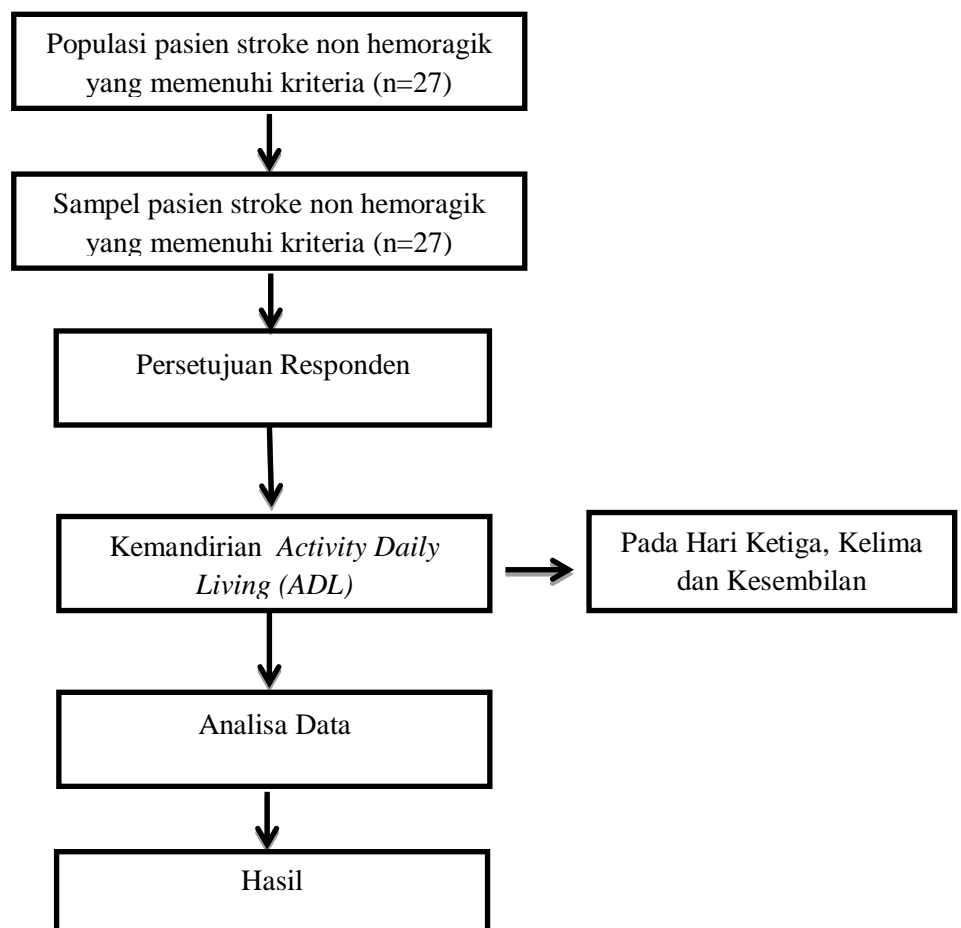 Populasi pasien stroke non hemoragik
yang memenuhi kriteria (n=27)
Sampel pasien stroke non hemoragik
yang memenuhi kriteria (n=27)
Persetujuan Responden
Kemandirian Activity Daily
Living (ADL)
Pada Hari Ketiga, Kelima
dan Kesembilan
Analisa Data
Hasil